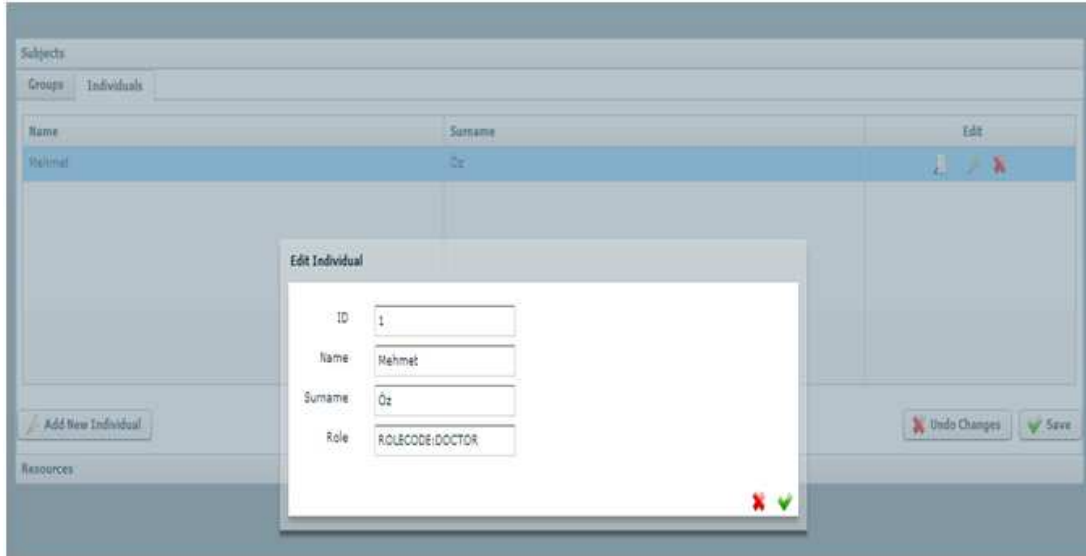 Subjects
Groups Individuals
Name Surname Edit
Mehmet Öz
Edit Individual
ID 1
Name Mehmet
Surname Öz
Role ROLECODE:DOCTOR
Add New Individual Undo Changes Save
Resources